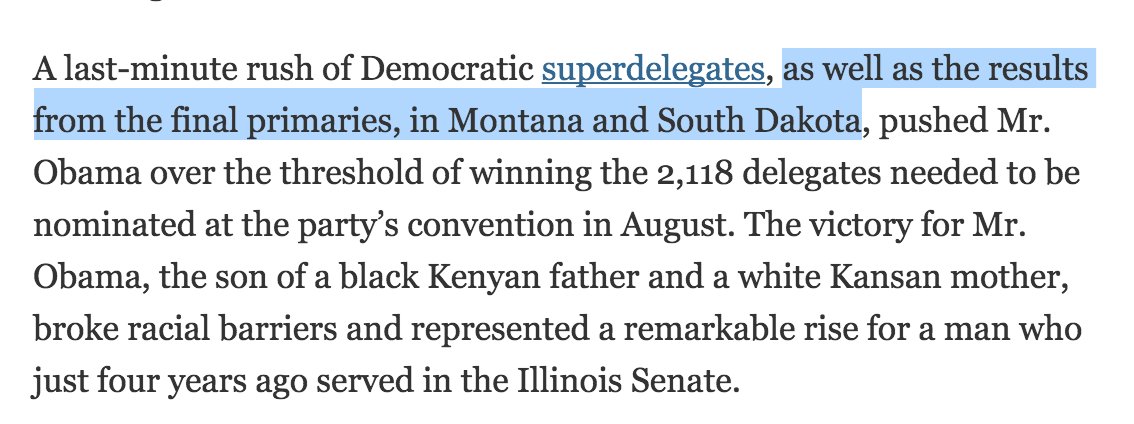 A last-minute rush of Democratic superdelegates, as well as the results
from the final primaries, in Montana and South Dakota, pushed Mr.
Obama over the threshold of winning the 2,118 delegates needed to be
nominated at the party’s convention in August. The victory for Mr.
Obama, the son of a black Kenyan father and a white Kansan mother,
broke racial barriers and represented a remarkable rise for a man who
just four years ago served in the Illinois Senate.